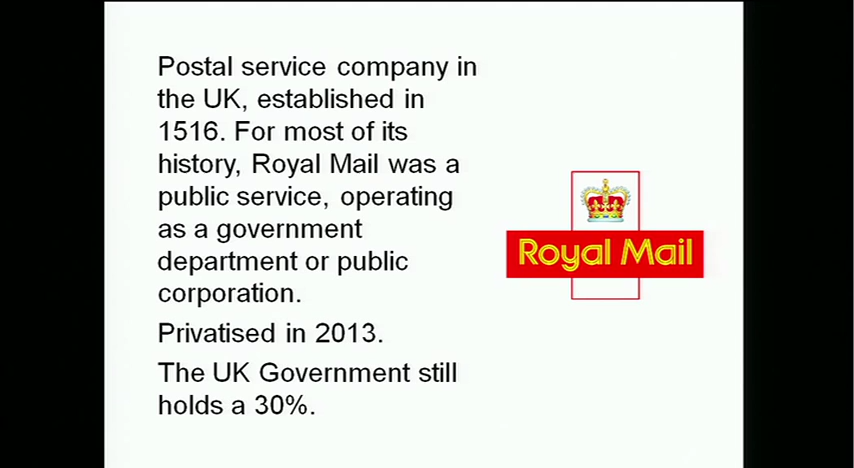 Postal service company in
the UK, established in
1516. For most of its
history, Royal Mail was a
public service, operating
as a government
department or public
corporation.
Privatised in 2013.
The UK Government still
holds a 30%.
Royal Mail